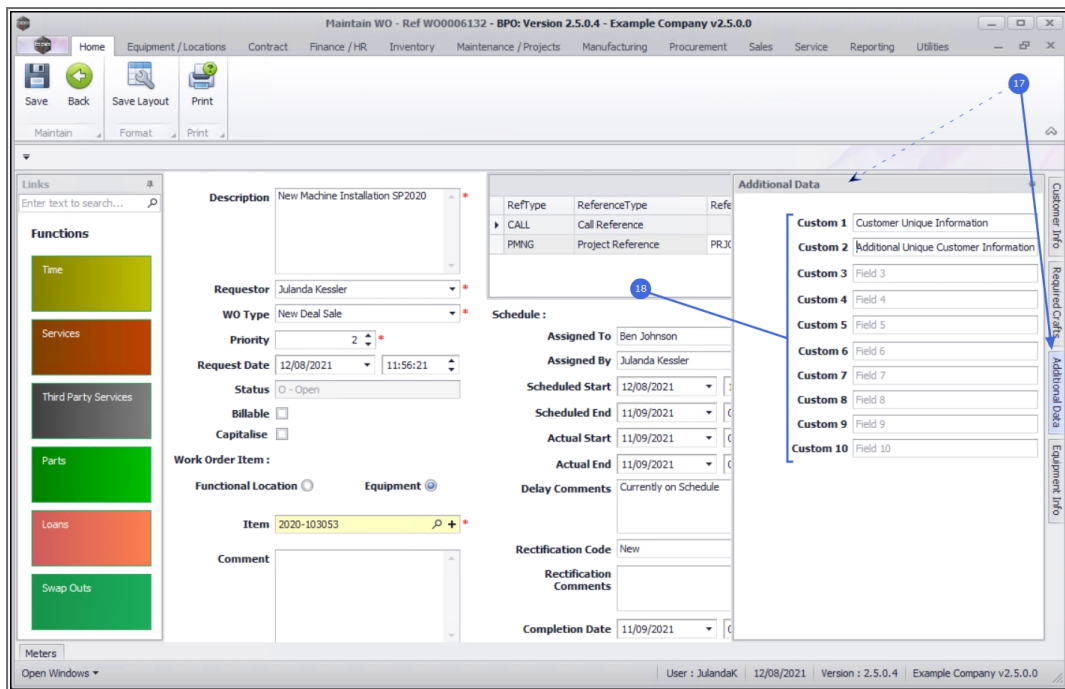 Maintain WO - Ref WO0006132 - BPO: Version 2.5.0.4 - Example Company v2.5.0.0
Home Equipment / Locations Contract Finance / HR Inventory Maintenance / Projects Manufacturing Procurement Sales Service Reporting Utilities
Save Back Save Layout Print
Maintain Format Print
17
Links
Enter text to search...
Functions
Time
Services
Third Party Services
Parts
Loans
Swap Outs
Description New Machine Installation SP2020 *
Requestor Julanda Kessler *
WO Type New Deal Sale *
Priority 2 *
Request Date 12/08/2021 11:56:21
Status O - Open
Billable
Capitalise
Work Order Item :
Functional Location Equipment
Item 2020-103053 *
Comment
RefType ReferenceType Refe
CALL Call Reference
PMNG Project Reference PRJC
18
Schedule :
Assigned To Ben Johnson
Assigned By Julanda Kessler
Scheduled Start 12/08/2021
Scheduled End 11/09/2021
Actual Start 11/09/2021
Actual End 11/09/2021
Delay Comments Currently on Schedule
Rectification Code New
Rectification
Comments
Completion Date 11/09/2021
Additional Data
Custom 1 Customer Unique Information
Custom 2 Additional Unique Customer Information
Custom 3 Field 3
Custom 4 Field 4
Custom 5 Field 5
Custom 6 Field 6
Custom 7 Field 7
Custom 8 Field 8
Custom 9 Field 9
Custom 10 Field 10
Customer Info
Required Crafts
Additional Data
Equipment Info
Meters
Open Windows User : JulandaK 12/08/2021 Version : 2.5.0.4 Example Company v2.5.0.0